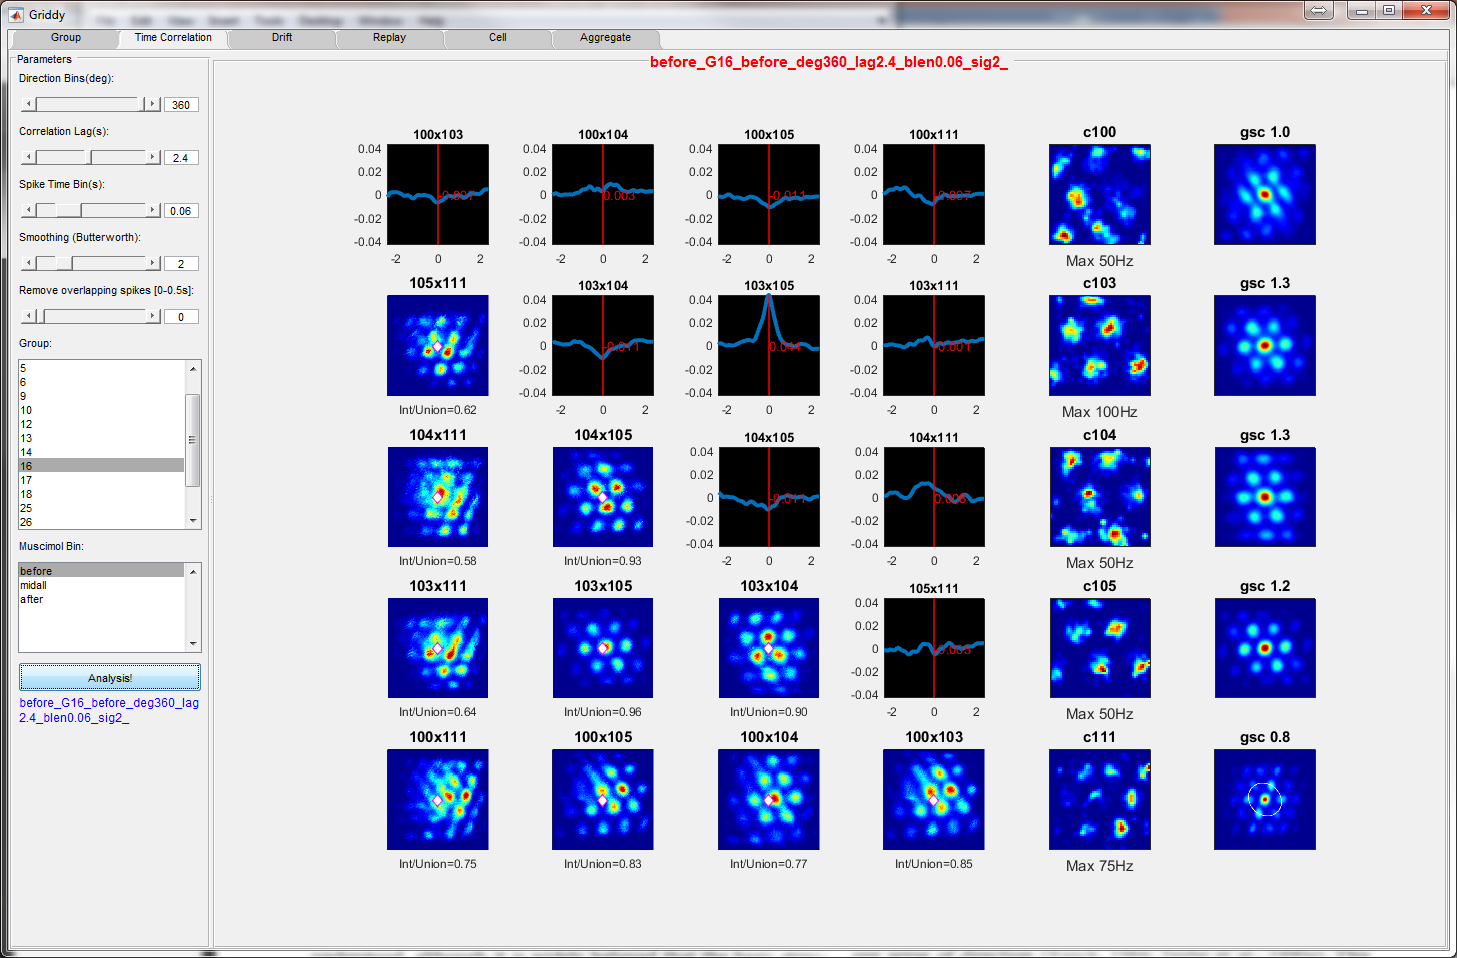 Griddy
Group Time Correlation Drift Replay Cell Aggregate
Parameters
before_G16_before_deg360_lag2.4_blen0.06_sig2_
Direction Bins(deg):
360
Correlation Lag(s):
2.4
Spike Time Bin(s):
0.06
Smoothing (Butterworth):
2
Remove overlapping spikes [0-0.5s]:
0
Group:
5
6
9
10
12
13
14
16
17
18
25
26
Muscimol Bin:
before
midall
after
Analysis!
before_G16_before_deg360_lag
2.4_blen0.06_sig2_
100x103 100x104 100x105 100x111 c100 gsc 1.0
0.04 0.04 0.04 0.04
0.02 0.02 0.02 0.02
0 0 0 0
0.003 -0.011
-0.02 -0.02 -0.02 -0.02
-0.04 -0.04 -0.04 -0.04
-2 0 2 -2 0 2 -2 0 2 -2 0 2 Max 50Hz
105x111 103x104 103x105 103x111 c103 gsc 1.3
0.04 0.04 0.04
0.02 0.02 0.02
0 0 0
-0.011 0.044 0.001
-0.02 -0.02 -0.02
-0.04 -0.04 -0.04
Int/Union=0.62 -2 0 2 -2 0 2 -2 0 2 Max 100Hz
104x111 104x105 104x105 104x111 c104 gsc 1.3
0.04 0.04
0.02 0.02
0 0
-0.011
-0.02 -0.02
-0.04 -0.04
Int/Union=0.58 Int/Union=0.93 -2 0 2 -2 0 2 Max 50Hz
103x111 103x105 103x104 105x111 c105 gsc 1.2
0.04
0.02
0
-0.02
-0.04
Int/Union=0.64 Int/Union=0.96 Int/Union=0.90 -2 0 2 Max 50Hz
100x111 100x105 100x104 100x103 c111 gsc 0.8
Int/Union=0.75 Int/Union=0.83 Int/Union=0.77 Int/Union=0.85 Max 75Hz